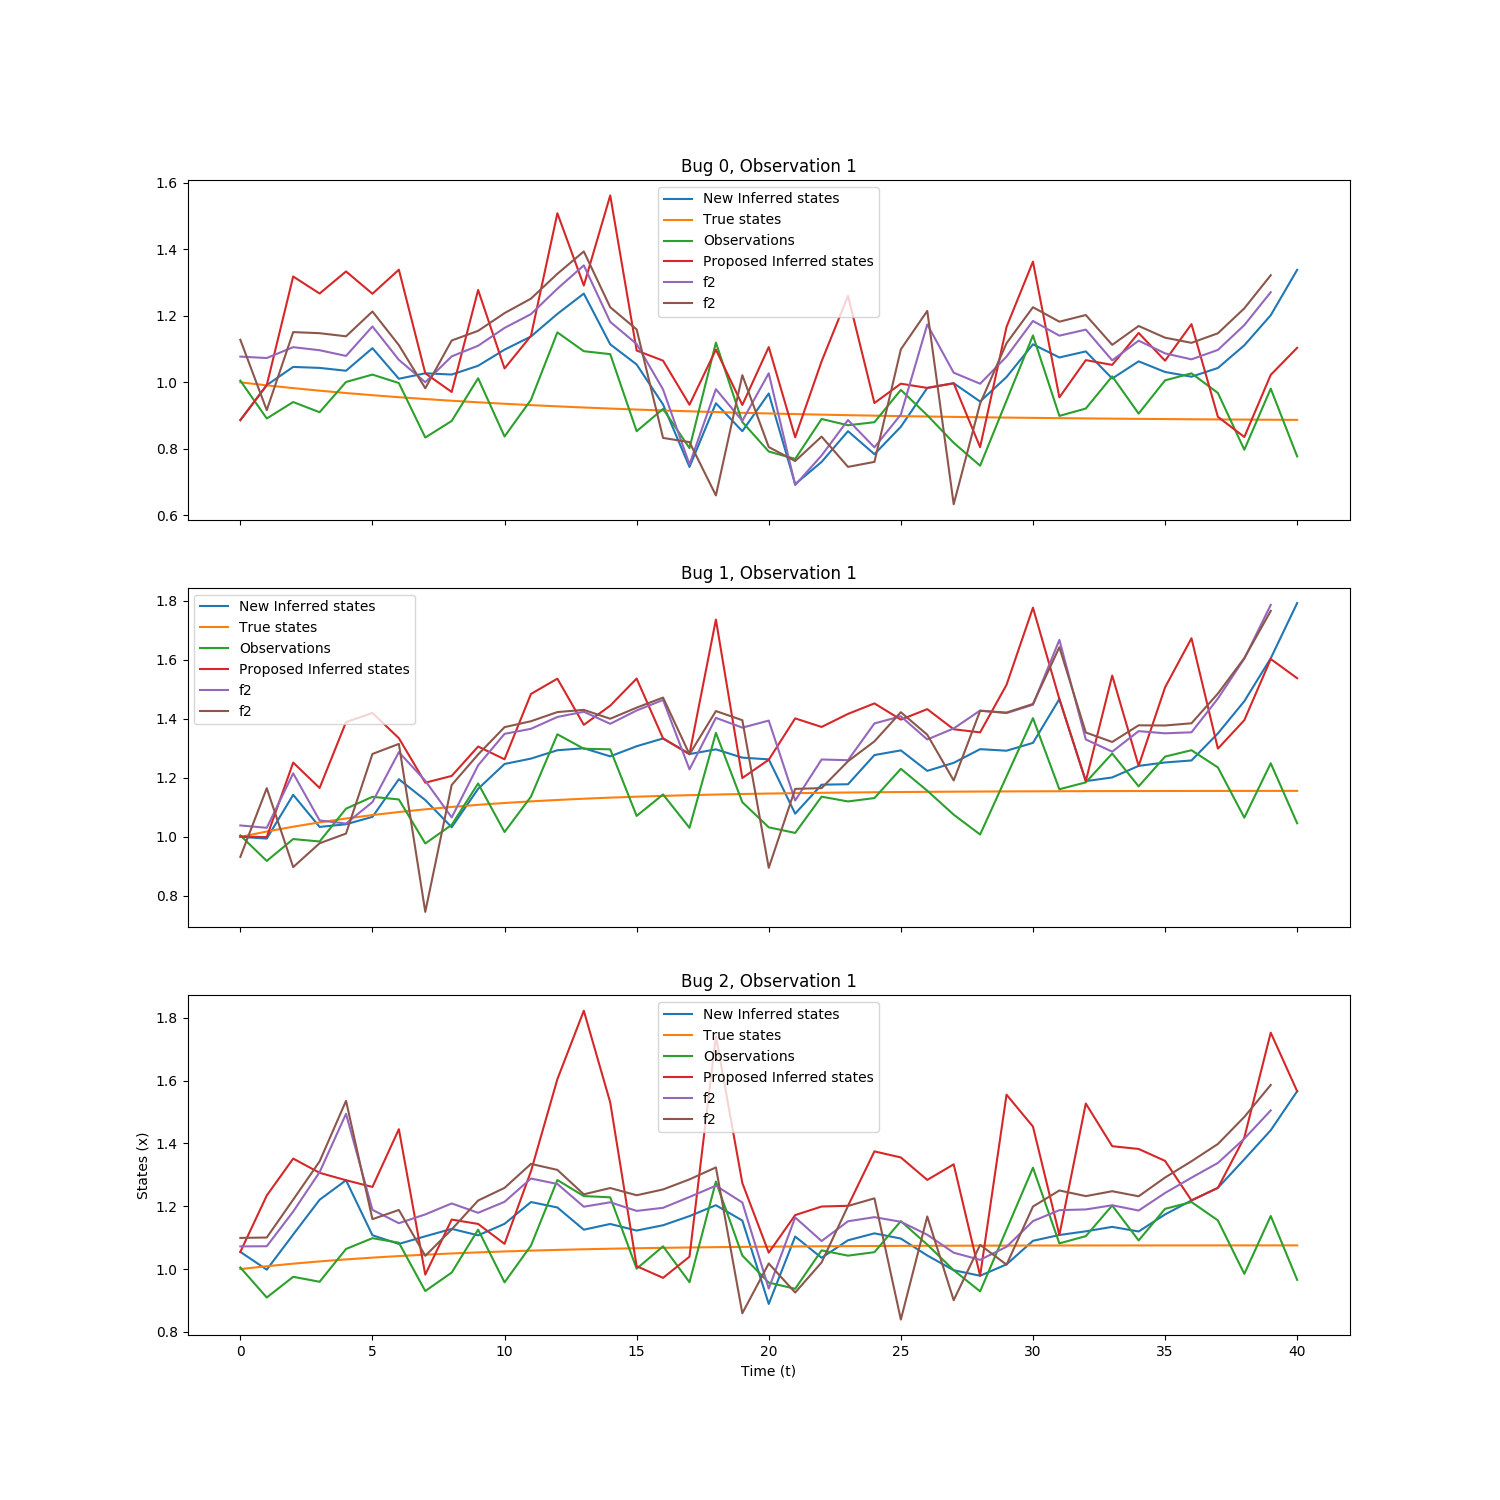 Bug 0, Observation 1
1.6
1.4
1.2
1.0
0.8
0.6
New Inferred states
True states
Observations
Proposed Inferred states
f2
f2
Bug 1, Observation 1
1.8
1.6
1.4
1.2
1.0
0.8
New Inferred states
True states
Observations
Proposed Inferred states
f2
f2
Bug 2, Observation 1
States (x)
1.8
1.6
1.4
1.2
1.0
0.8
New Inferred states
True states
Observations
Proposed Inferred states
f2
f2
0 5 10 15 20 25 30 35 40
Time (t)